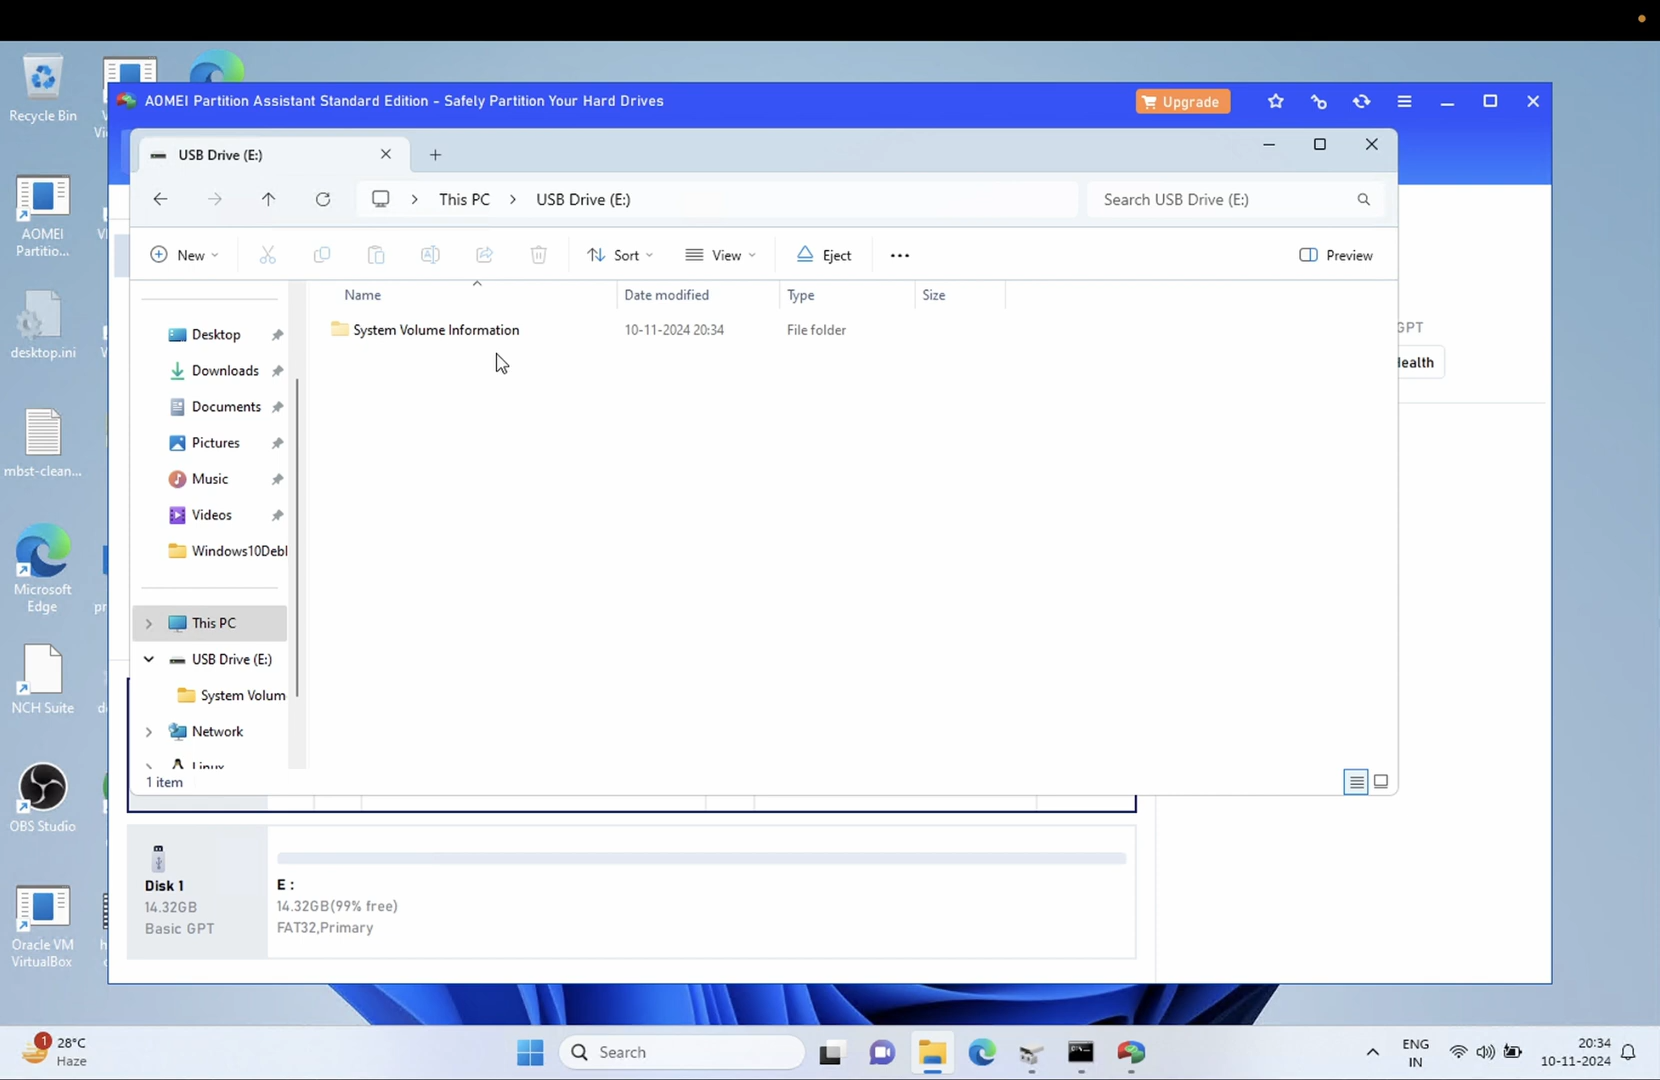 Recycle Bin
AOMEI
Partitio...
desktop.ini
mbst-clean...
Microsoft
Edge
NCH Suite
OBS Studio
Oracle VM
VirtualBox
AOMEI Partition Assistant Standard Edition - Safely Partition Your Hard Drives
Upgrade
USB Drive (E:)
This PC
USB Drive (E:)
Search USB Drive (E:)
New
Sort
View
Eject
Preview
Name
Date modified
Type
Size
System Volume Information
10-11-2024 20:34
File folder
Desktop
Downloads
Documents
Pictures
Music
Videos
Windows10Debl
This PC
USB Drive (E:)
System Volum
Network
Linux
1 item
GPT
Disk 1
14.32GB
Basic GPT
E :
14.32GB(99% free)
FAT32,Primary
1
28°C
Haze
Search
ENG
IN
20:34
10-11-2024